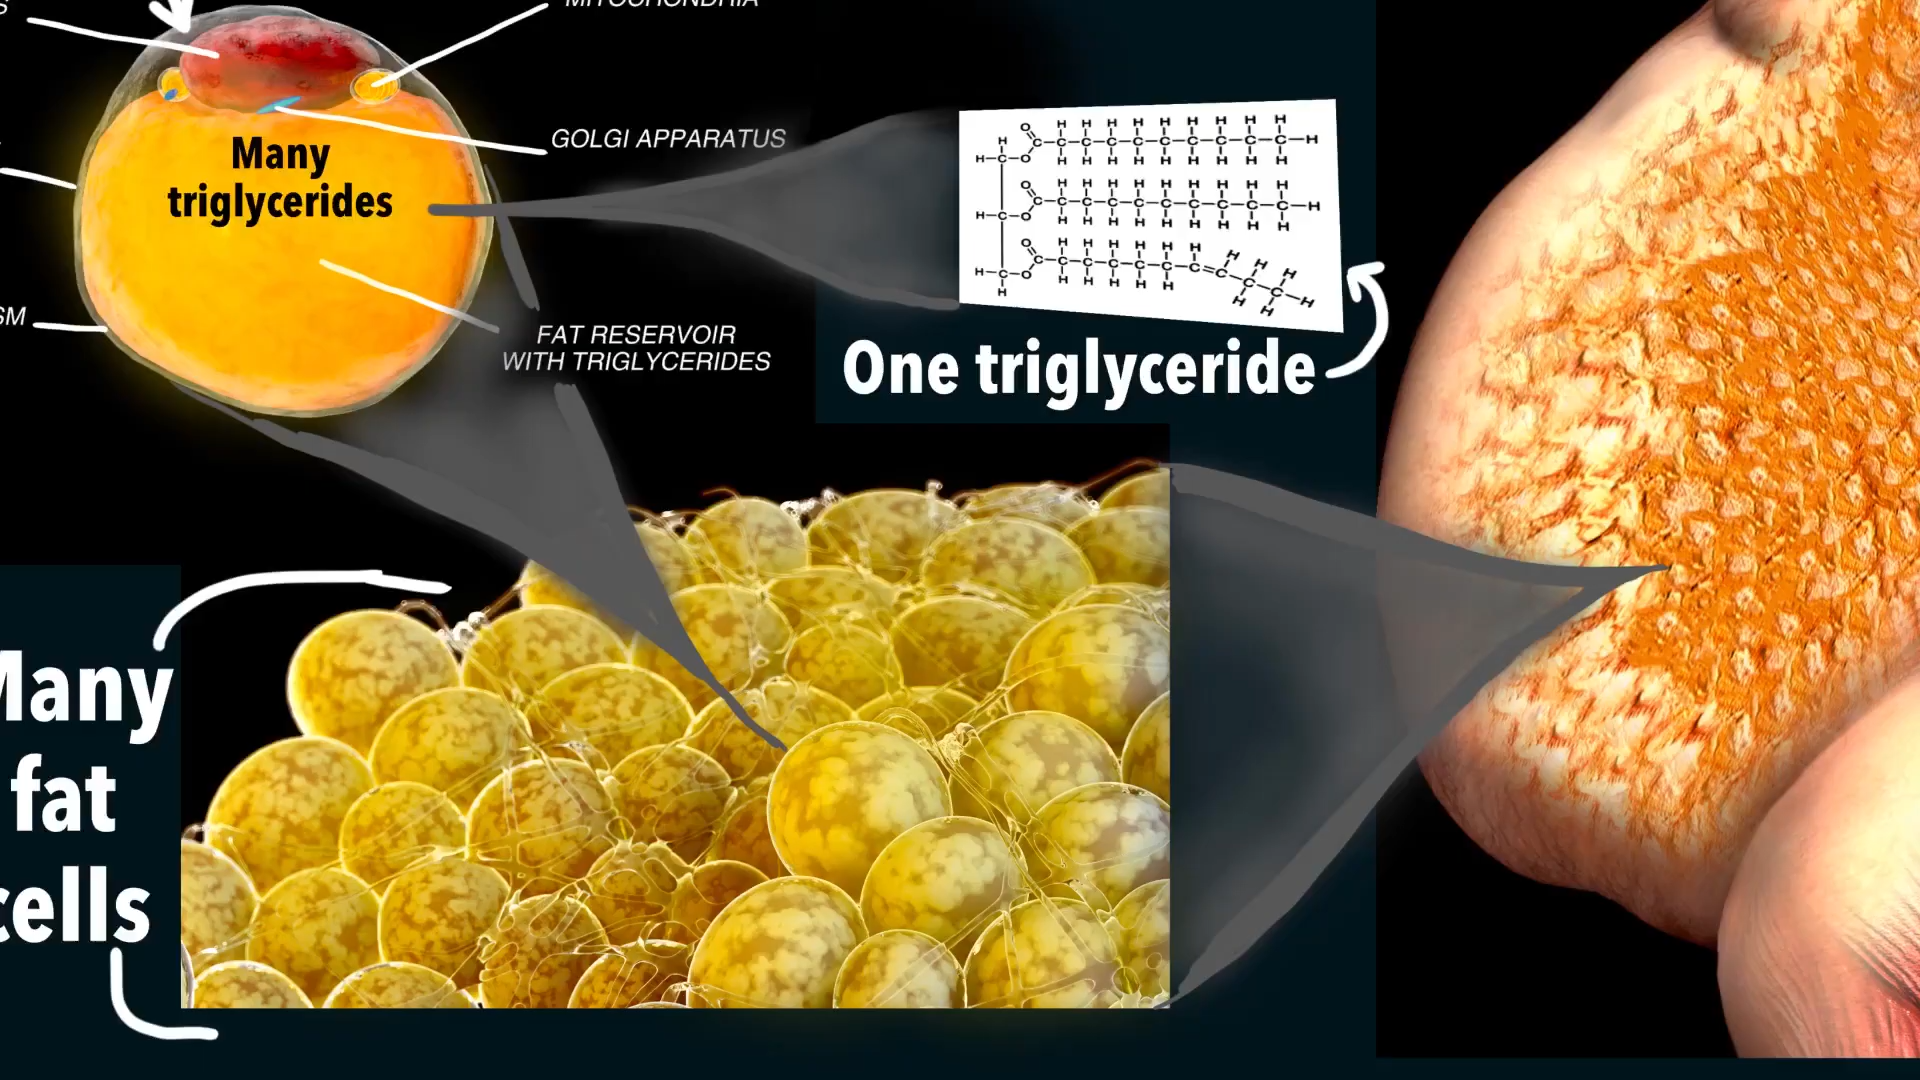 MITOCHONDRIA
GOLGI APPARATUS
Many
triglycerides
FAT RESERVOIR
WITH TRIGLYCERIDES
One triglyceride
Many
fat
cells